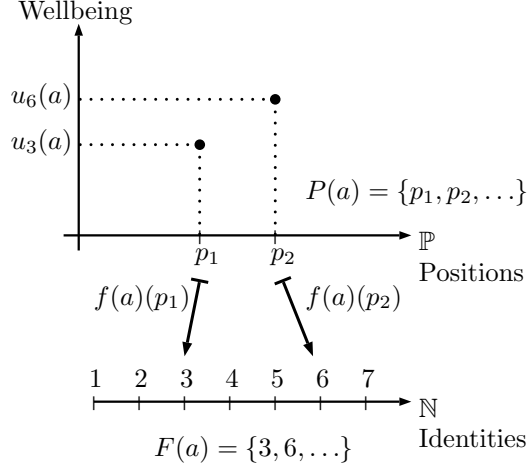 Wellbeing
u₆(a)
u₃(a)
P(a) = {p₁, p₂, …}
p₁ p₂ ℙ
Positions
f(a)(p₁) f(a)(p₂)
1 2 3 4 5 6 7
ℕ
Identities
F(a) = {3, 6, …}